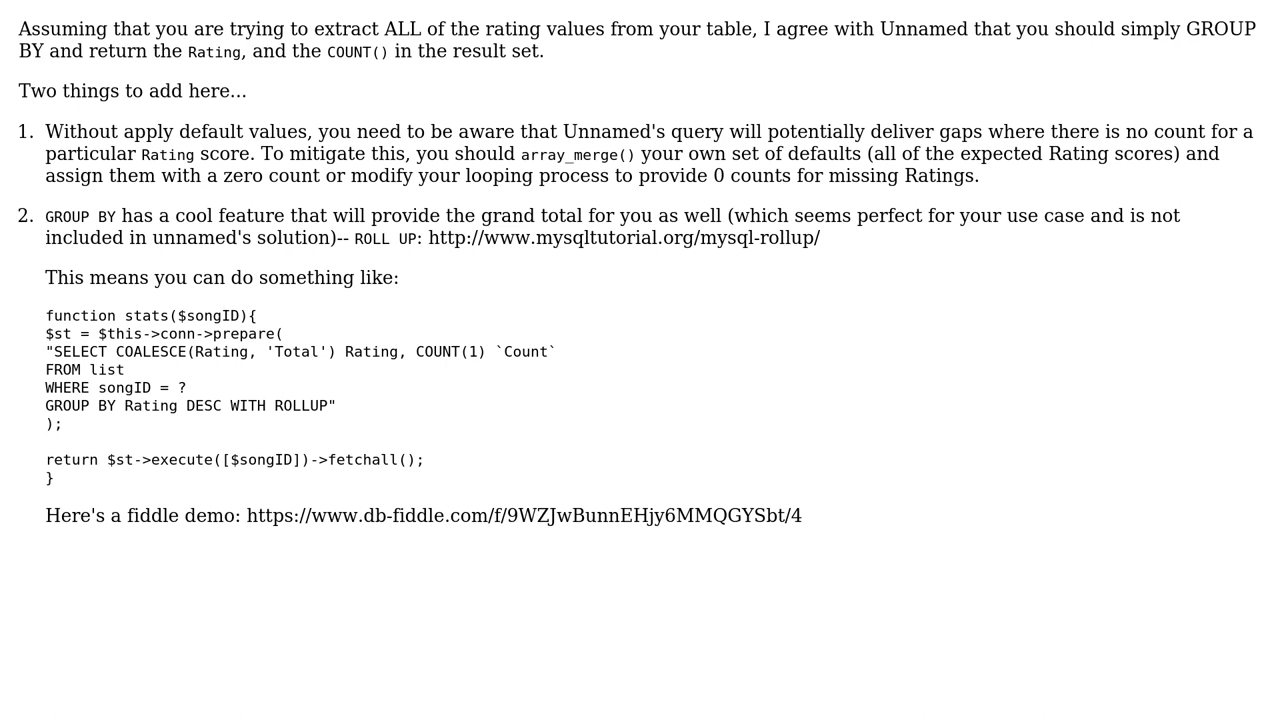 Assuming that you are trying to extract ALL of the rating values from your table, I agree with Unnamed that you should simply GROUP
BY and return the Rating, and the COUNT() in the result set.
Two things to add here...
1. Without apply default values, you need to be aware that Unnamed's query will potentially deliver gaps where there is no count for a
particular Rating score. To mitigate this, you should array_merge() your own set of defaults (all of the expected Rating scores) and
assign them with a zero count or modify your looping process to provide 0 counts for missing Ratings.
2. GROUP BY has a cool feature that will provide the grand total for you as well (which seems perfect for your use case and is not
included in unnamed's solution)-- ROLL UP: http://www.mysqltutorial.org/mysql-rollup/
This means you can do something like:
function stats($songID){
$st = $this->conn->prepare(
"SELECT COALESCE(Rating, 'Total') Rating, COUNT(1) `Count`
FROM list
WHERE songID = ?
GROUP BY Rating DESC WITH ROLLUP"
);
return $st->execute([$songID])->fetchall();
}
Here's a fiddle demo: https://www.db-fiddle.com/f/9WZJwBunnEHjy6MMQGYSbt/4